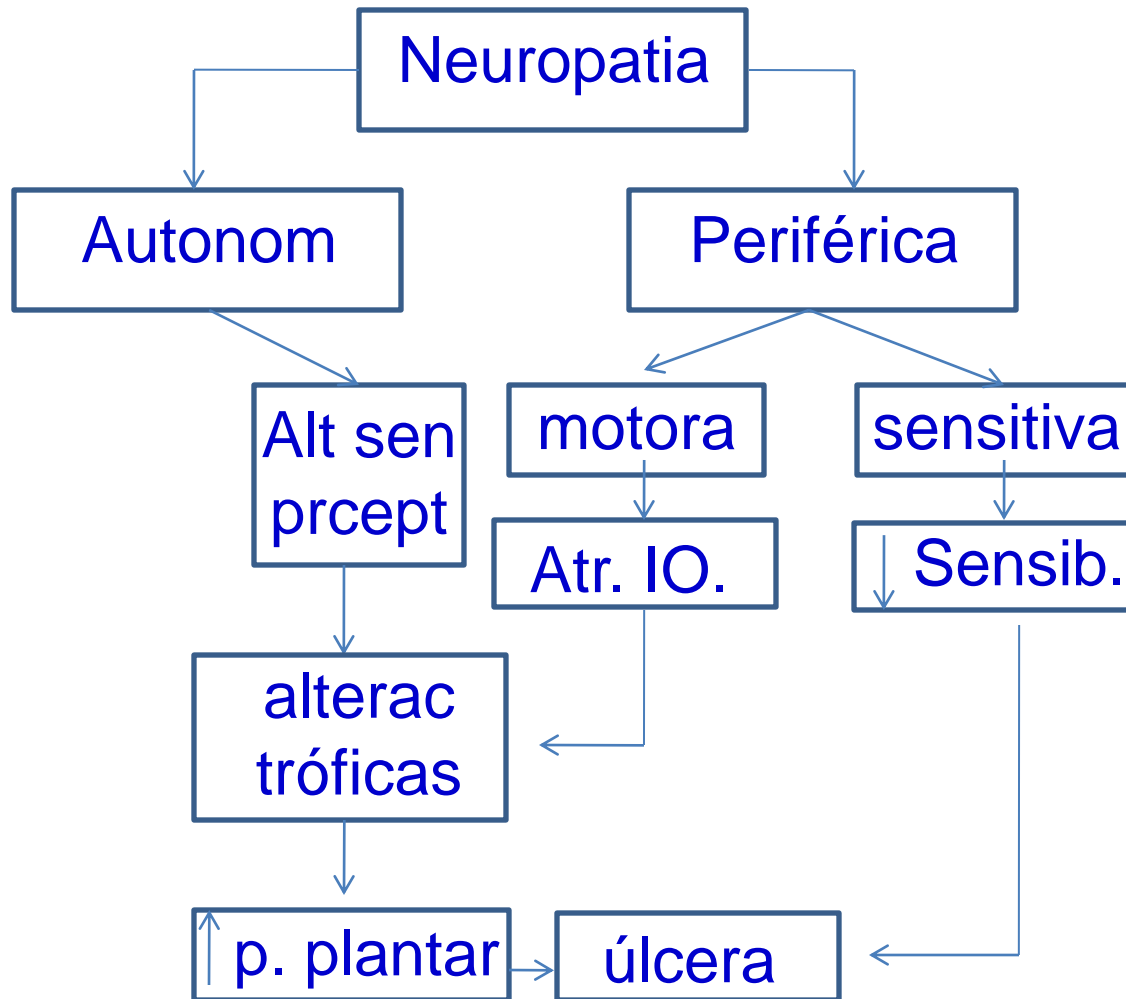 Neuropatia
Autonom
Periférica
Alt sen
prcept
motora
sensitiva
Atr. IO.
Sensib.
alterac
tróficas
p. plantar
úlcera